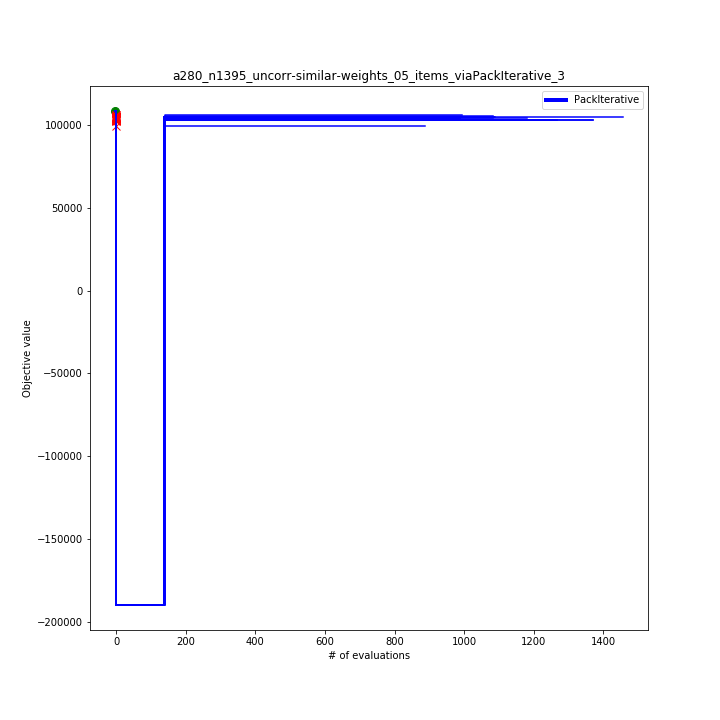 a280_n1395_uncorr-similar-weights_05_items_viaPackIterative_3
PackIterative
100000
50000
0
−50000
−100000
−150000
−200000
Objective value
0 200 400 600 800 1000 1200 1400
# of evaluations